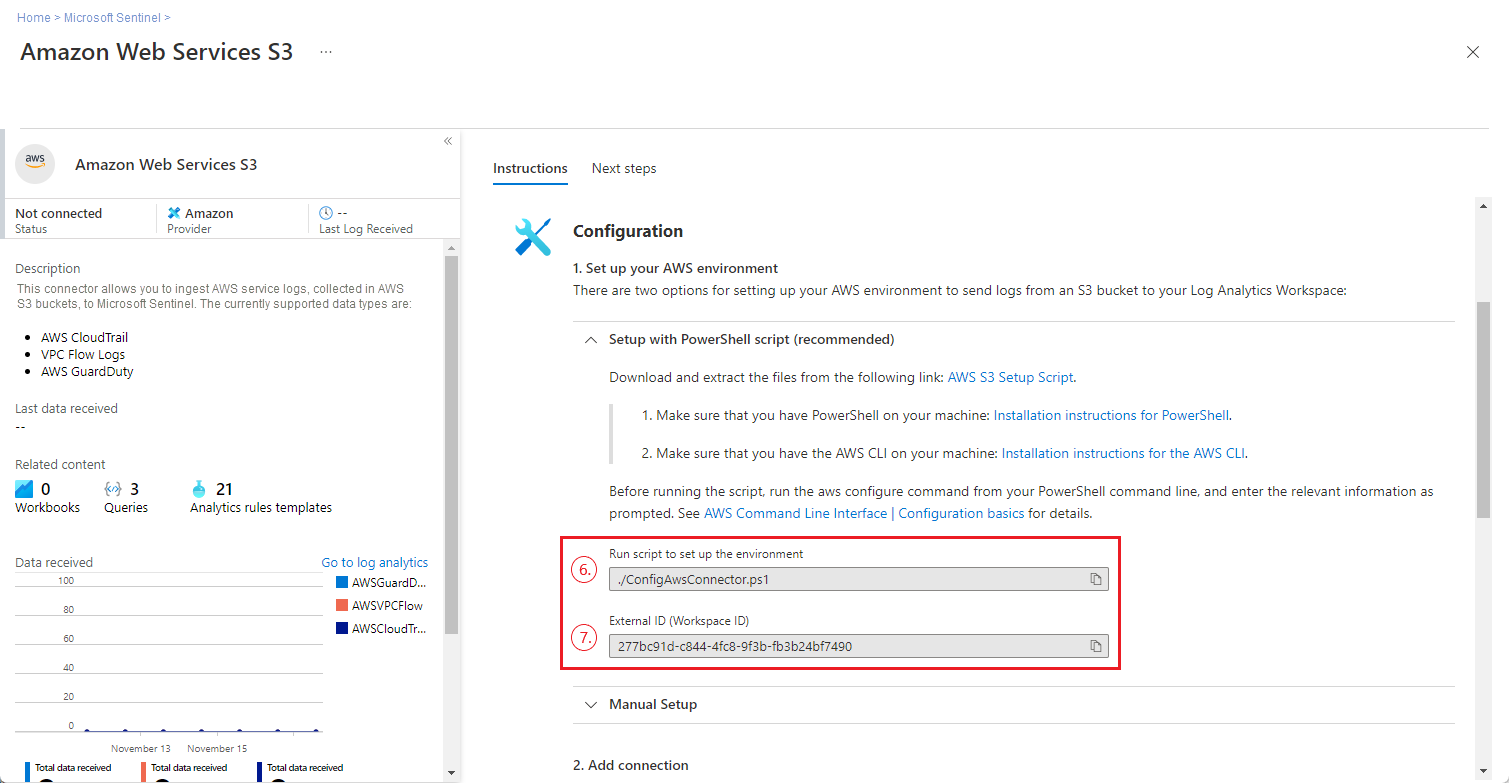 Home > Microsoft Sentinel >
Amazon Web Services S3 ...
aws
Amazon Web Services S3
Not connected
Status
Amazon
Provider
--
Last Log Received
Description
This connector allows you to ingest AWS service logs, collected in AWS
S3 buckets, to Microsoft Sentinel. The currently supported data types are:
• AWS CloudTrail
• VPC Flow Logs
• AWS GuardDuty
Last data received
--
Related content
0
Workbooks
3
Queries
21
Analytics rules templates
Data received
Go to log analytics
100
80
60
40
20
0
November 13
November 15
AWSGuardD...
AWSVPCFlow
AWSCloudTr...
Total data received
Total data received
Total data received
Instructions
Next steps
Configuration
1. Set up your AWS environment
There are two options for setting up your AWS environment to send logs from an S3 bucket to your Log Analytics Workspace:
Setup with PowerShell script (recommended)
Download and extract the files from the following link: AWS S3 Setup Script.
1. Make sure that you have PowerShell on your machine: Installation instructions for PowerShell.
2. Make sure that you have the AWS CLI on your machine: Installation instructions for the AWS CLI.
Before running the script, run the aws configure command from your PowerShell command line, and enter the relevant information as
prompted. See AWS Command Line Interface | Configuration basics for details.
6.
Run script to set up the environment
./ConfigAwsConnector.ps1
7.
External ID (Workspace ID)
277bc91d-c844-4fc8-9f3b-fb3b24bf7490
Manual Setup
2. Add connection